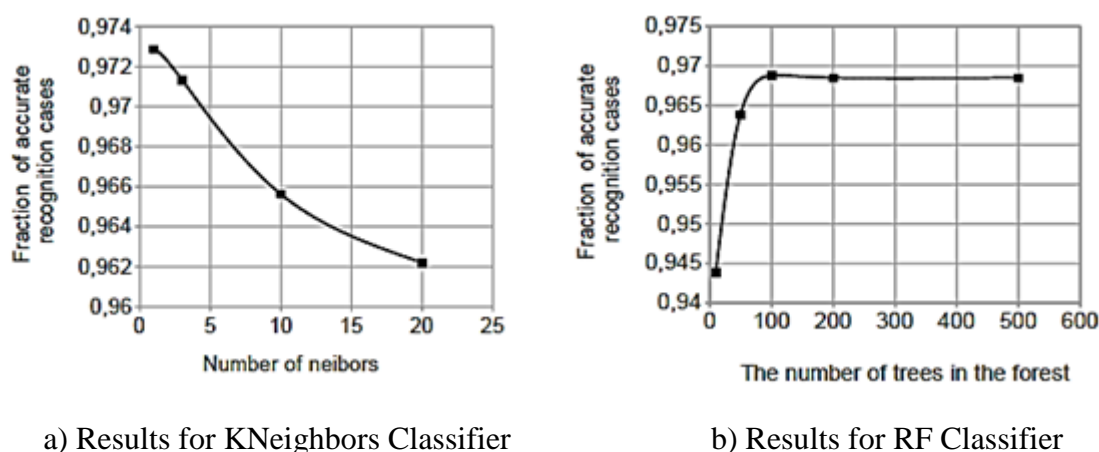 Fraction of accurate
recognition cases
0,974
0,972
0,97
0,968
0,966
0,964
0,962
0,96
0 5 10 15 20 25
Number of neibors
a) Results for KNeighbors Classifier
Fraction of accurate
recognition cases
0,975
0,97
0,965
0,96
0,955
0,95
0,945
0,94
0 100 200 300 400 500 600
The number of trees in the forest
b) Results for RF Classifier